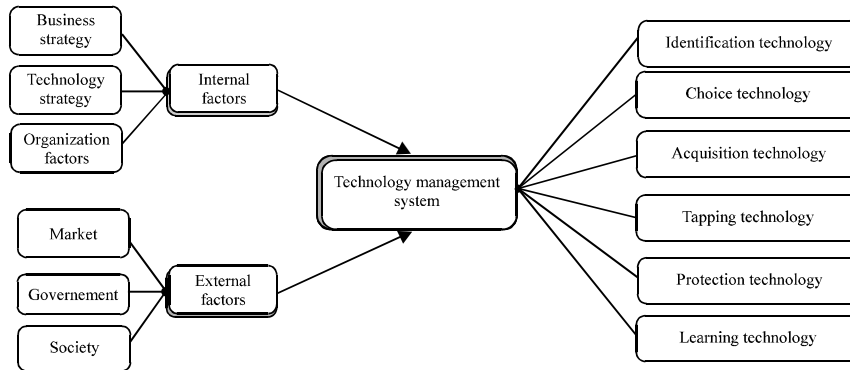 Business
strategy
Technology
strategy
Organization
factors
Internal
factors
Market
Governement
Society
External
factors
Technology management
system
Identification technology
Choice technology
Acquisition technology
Tapping technology
Protection technology
Learning technology